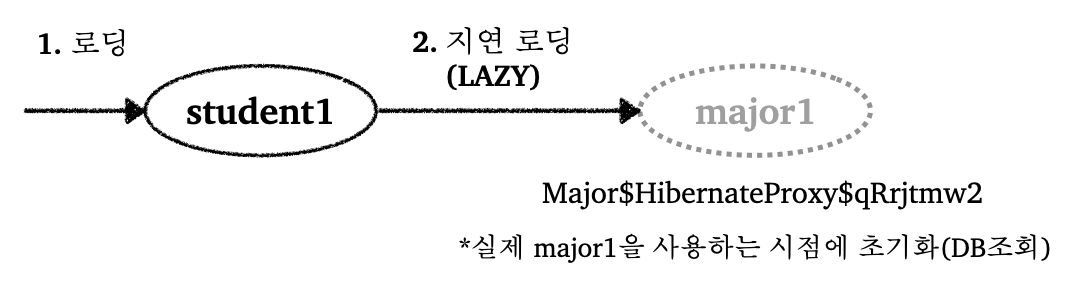 1. 로딩
2. 지연 로딩
(LAZY)
student1
major1
Major$HibernateProxy$qRrjtmw2
*실제 major1을 사용하는 시점에 초기화(DB조회)